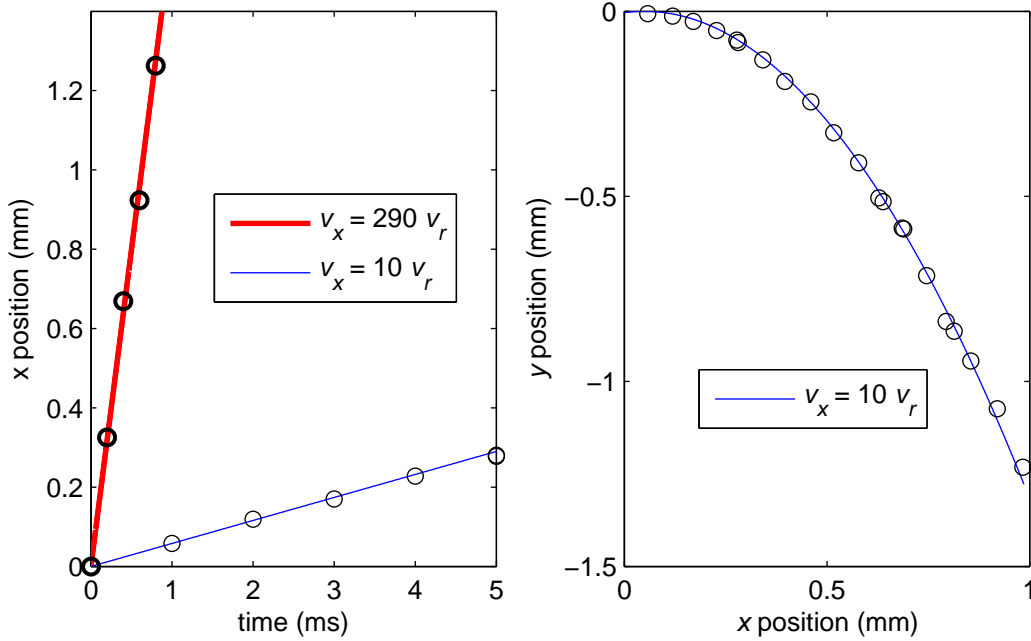 1.2
1
0.8
0.6
0.4
0.2
0
x position (mm)
0 1 2 3 4 5
time (ms)
v_x = 290 v_r
v_x = 10 v_r
0
−0.5
−1
−1.5
y position (mm)
0 0.5 1
x position (mm)
v_x = 10 v_r